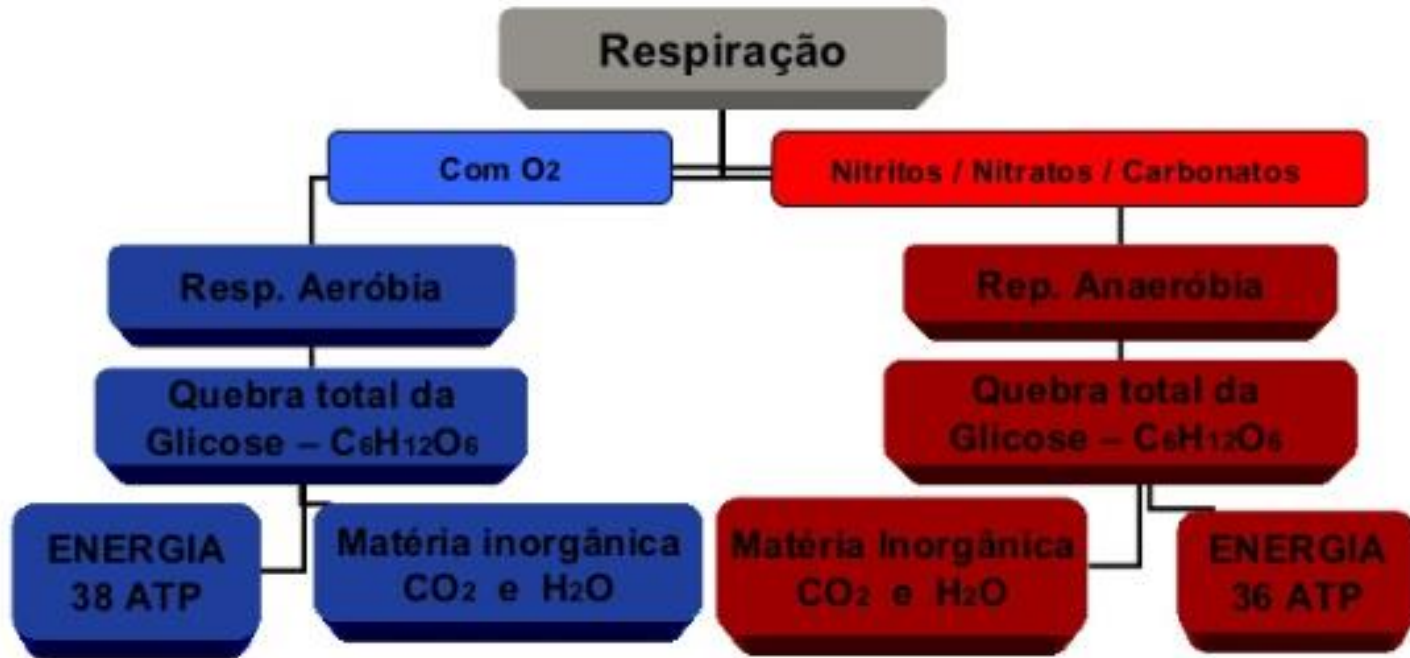 Respiração
Com O2
Nitritos / Nitratos / Carbonatos
Resp. Aeróbia
Rep. Anaeróbia
Quebra total da
Glicose – C6H12O6
Quebra total da
Glicose – C6H12O6
ENERGIA
38 ATP
Matéria inorgânica
CO2 e H2O
Matéria Inorgânica
CO2 e H2O
ENERGIA
36 ATP